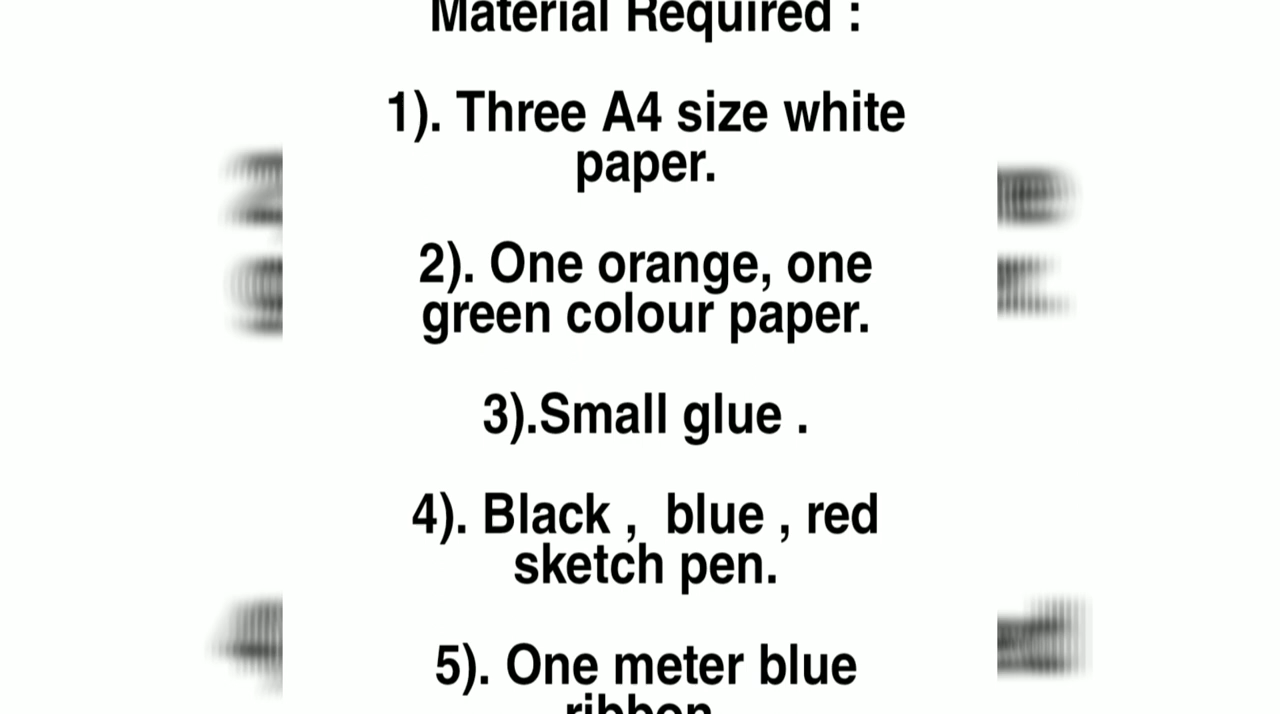 Material Required :
1). Three A4 size white
paper.
2). One orange, one
green colour paper.
3).Small glue .
4). Black ,  blue , red
sketch pen.
5). One meter blue
ribbon